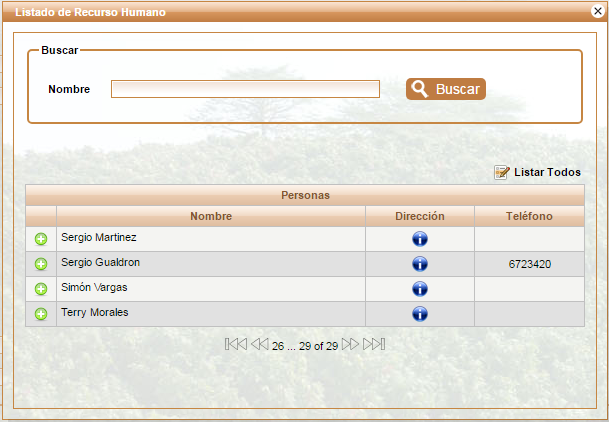 Listado de Recurso Humano
Buscar
Nombre Buscar
Listar Todos
Personas
Nombre Dirección Teléfono
Sergio Martinez
Sergio Gualdron 6723420
Simón Vargas
Terry Morales
26 ... 29 of 29